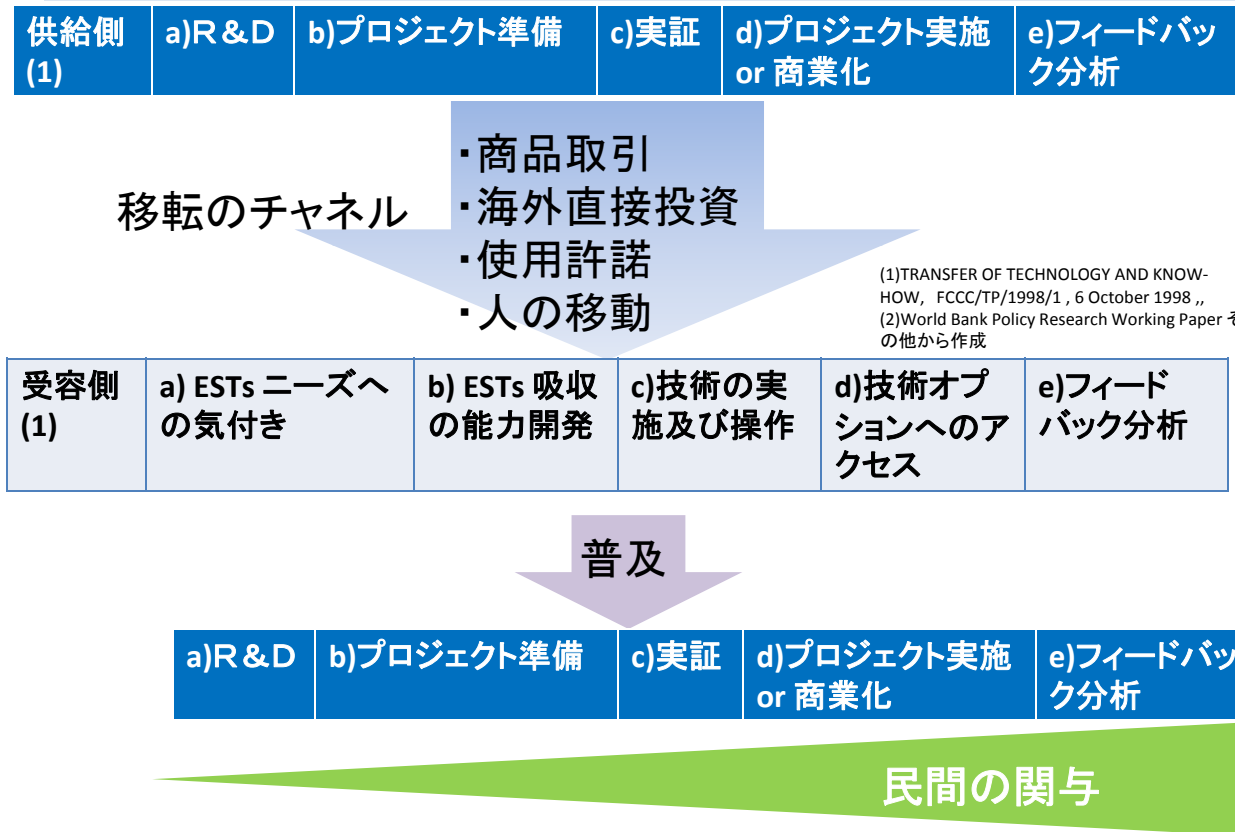 供給側
(1)
a)R&D
b)プロジェクト準備
c)実証
d)プロジェクト実施
or 商業化
e)フィードバッ
ク分析
移転のチャネル
・商品取引
・海外直接投資
・使用許諾
・人の移動
(1)TRANSFER OF TECHNOLOGY AND KNOW-
HOW, FCCC/TP/1998/1 , 6 October 1998 ,,
(2)World Bank Policy Research Working Paper そ
の他から作成
受容側
(1)
a) ESTs ニーズへ
の気付き
b) ESTs 吸収
の能力開発
c)技術の実
施及び操作
d)技術オプ
ションへのア
クセス
e)フィード
バック分析
普及
a)R&D
b)プロジェクト準備
c)実証
d)プロジェクト実施
or 商業化
e)フィードバッ
ク分析
民間の関与